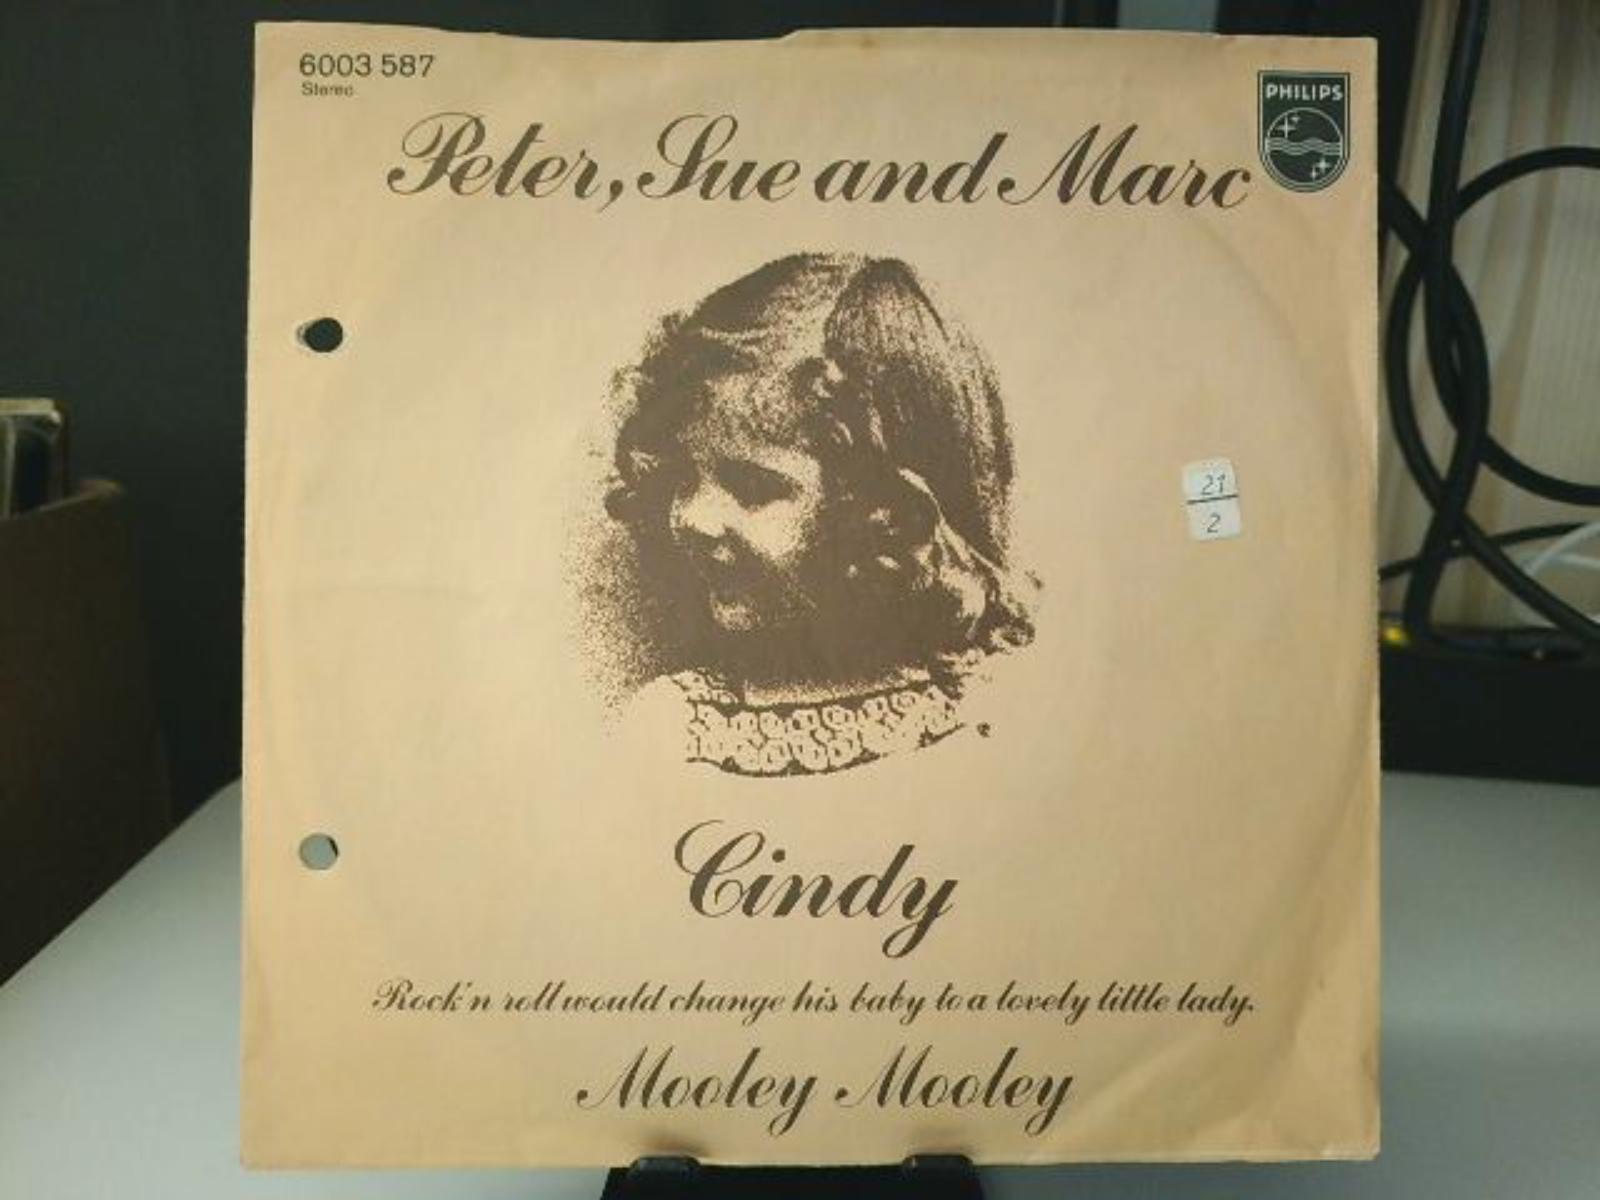 6003 587
Stereo
PHILIPS
Peter, Sue and Marc
21
2
Cindy
Rock'n roll would change his baby to a lovely little lady.
Mooley Mooley